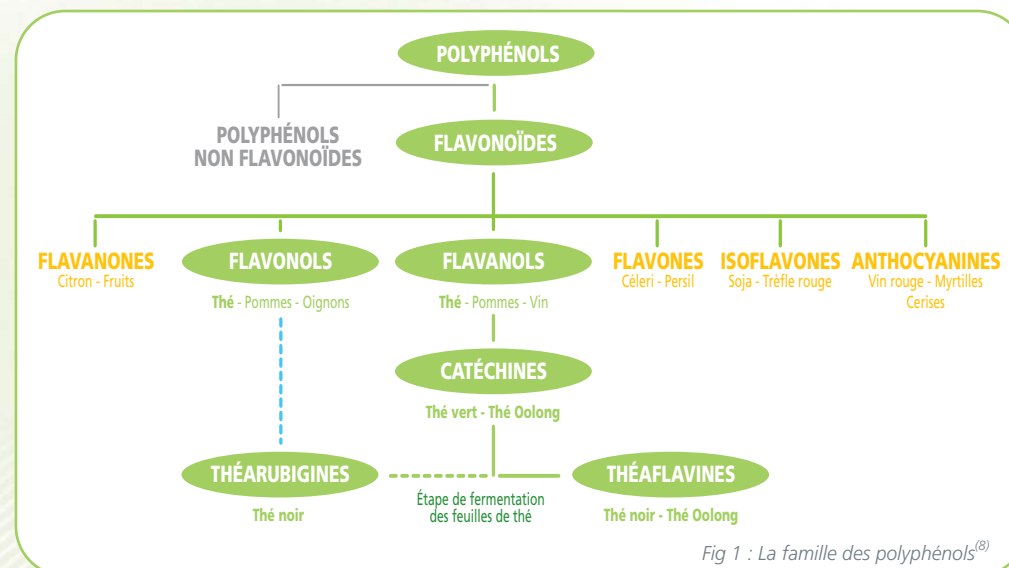 POLYPHÉNOLS
POLYPHÉNOLS
NON FLAVONOÏDES
FLAVONOÏDES
FLAVANONES
Citron - Fruits
FLAVONOLS
Thé - Pommes - Oignons
FLAVANOLS
Thé - Pommes - Vin
FLAVONES
Céleri - Persil
ISOFLAVONES
Soja - Trèfle rouge
ANTHOCYANINES
Vin rouge - Myrtilles
Cerises
CATÉCHINES
Thé vert - Thé Oolong
THÉARUBIGINES
Thé noir
Étape de fermentation
des feuilles de thé
THÉAFLAVINES
Thé noir - Thé Oolong
Fig 1 : La famille des polyphénols(8)